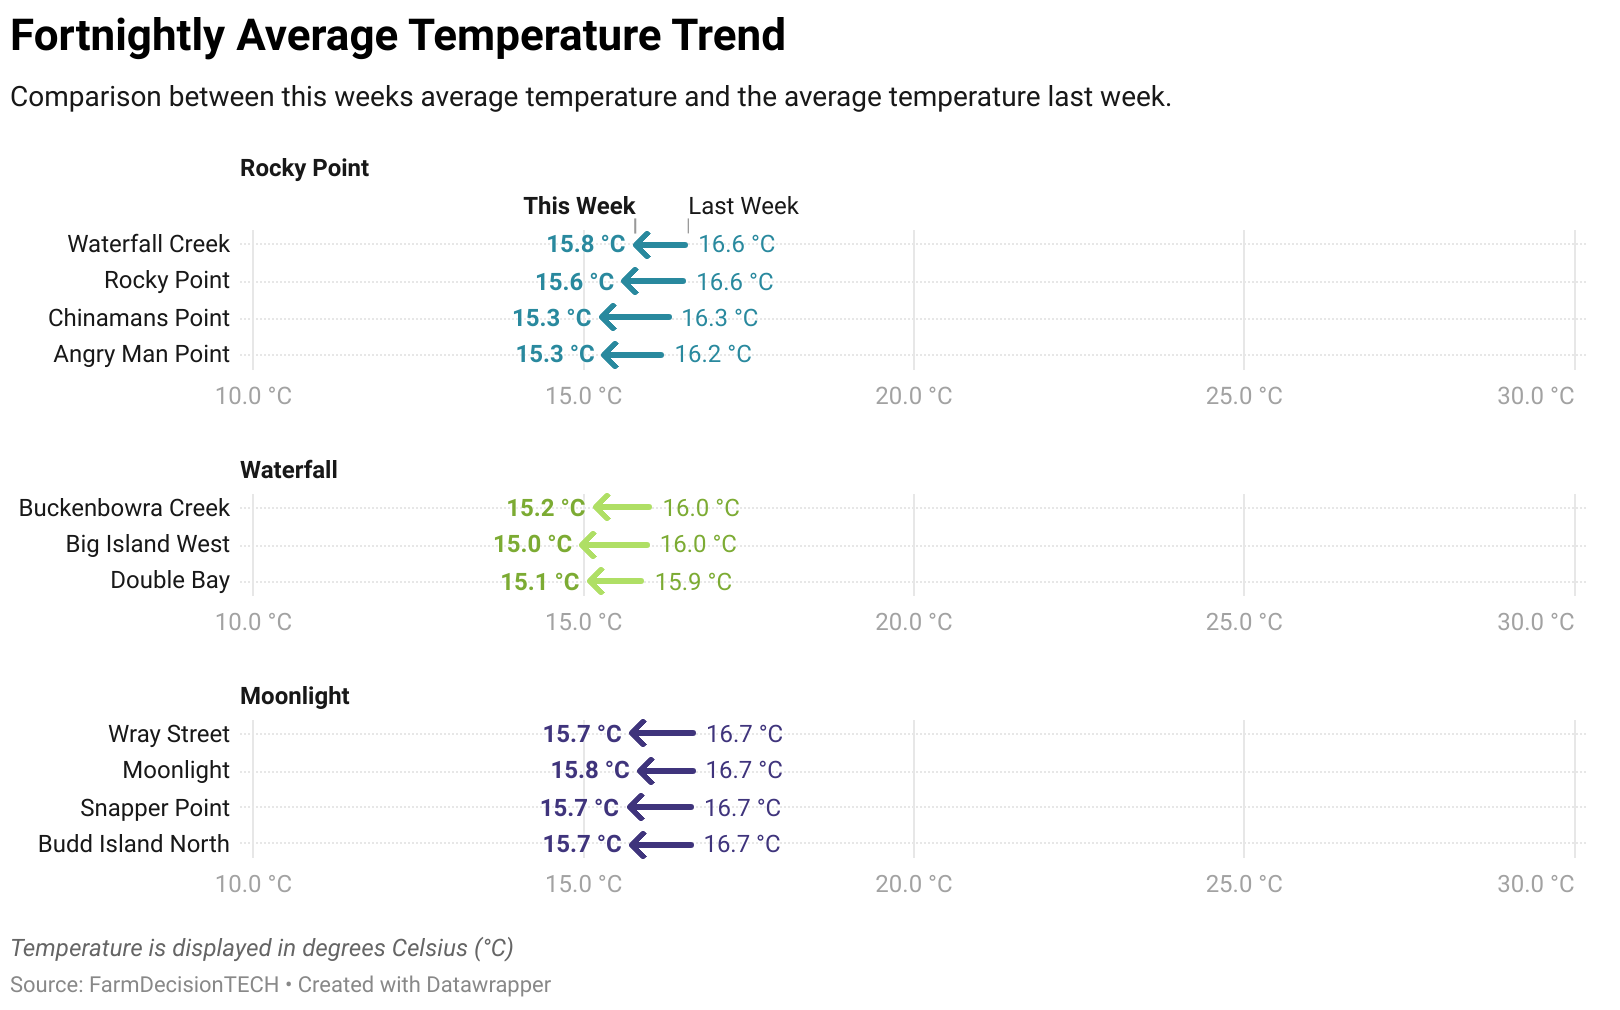 Fortnightly Average Temperature Trend
Comparison between this weeks average temperature and the average temperature last week.
Rocky Point
This Week Last Week
Waterfall Creek 15.8 °C 16.6 °C
Rocky Point 15.6 °C 16.6 °C
Chinamans Point 15.3 °C 16.3 °C
Angry Man Point 15.3 °C 16.2 °C
10.0 °C 15.0 °C 20.0 °C 25.0 °C 30.0 °C
Waterfall
Buckenbowra Creek 15.2 °C 16.0 °C
Big Island West 15.0 °C 16.0 °C
Double Bay 15.1 °C 15.9 °C
10.0 °C 15.0 °C 20.0 °C 25.0 °C 30.0 °C
Moonlight
Wray Street 15.7 °C 16.7 °C
Moonlight 15.8 °C 16.7 °C
Snapper Point 15.7 °C 16.7 °C
Budd Island North 15.7 °C 16.7 °C
10.0 °C 15.0 °C 20.0 °C 25.0 °C 30.0 °C
Temperature is displayed in degrees Celsius (°C)
Source: FarmDecisionTECH • Created with Datawrapper